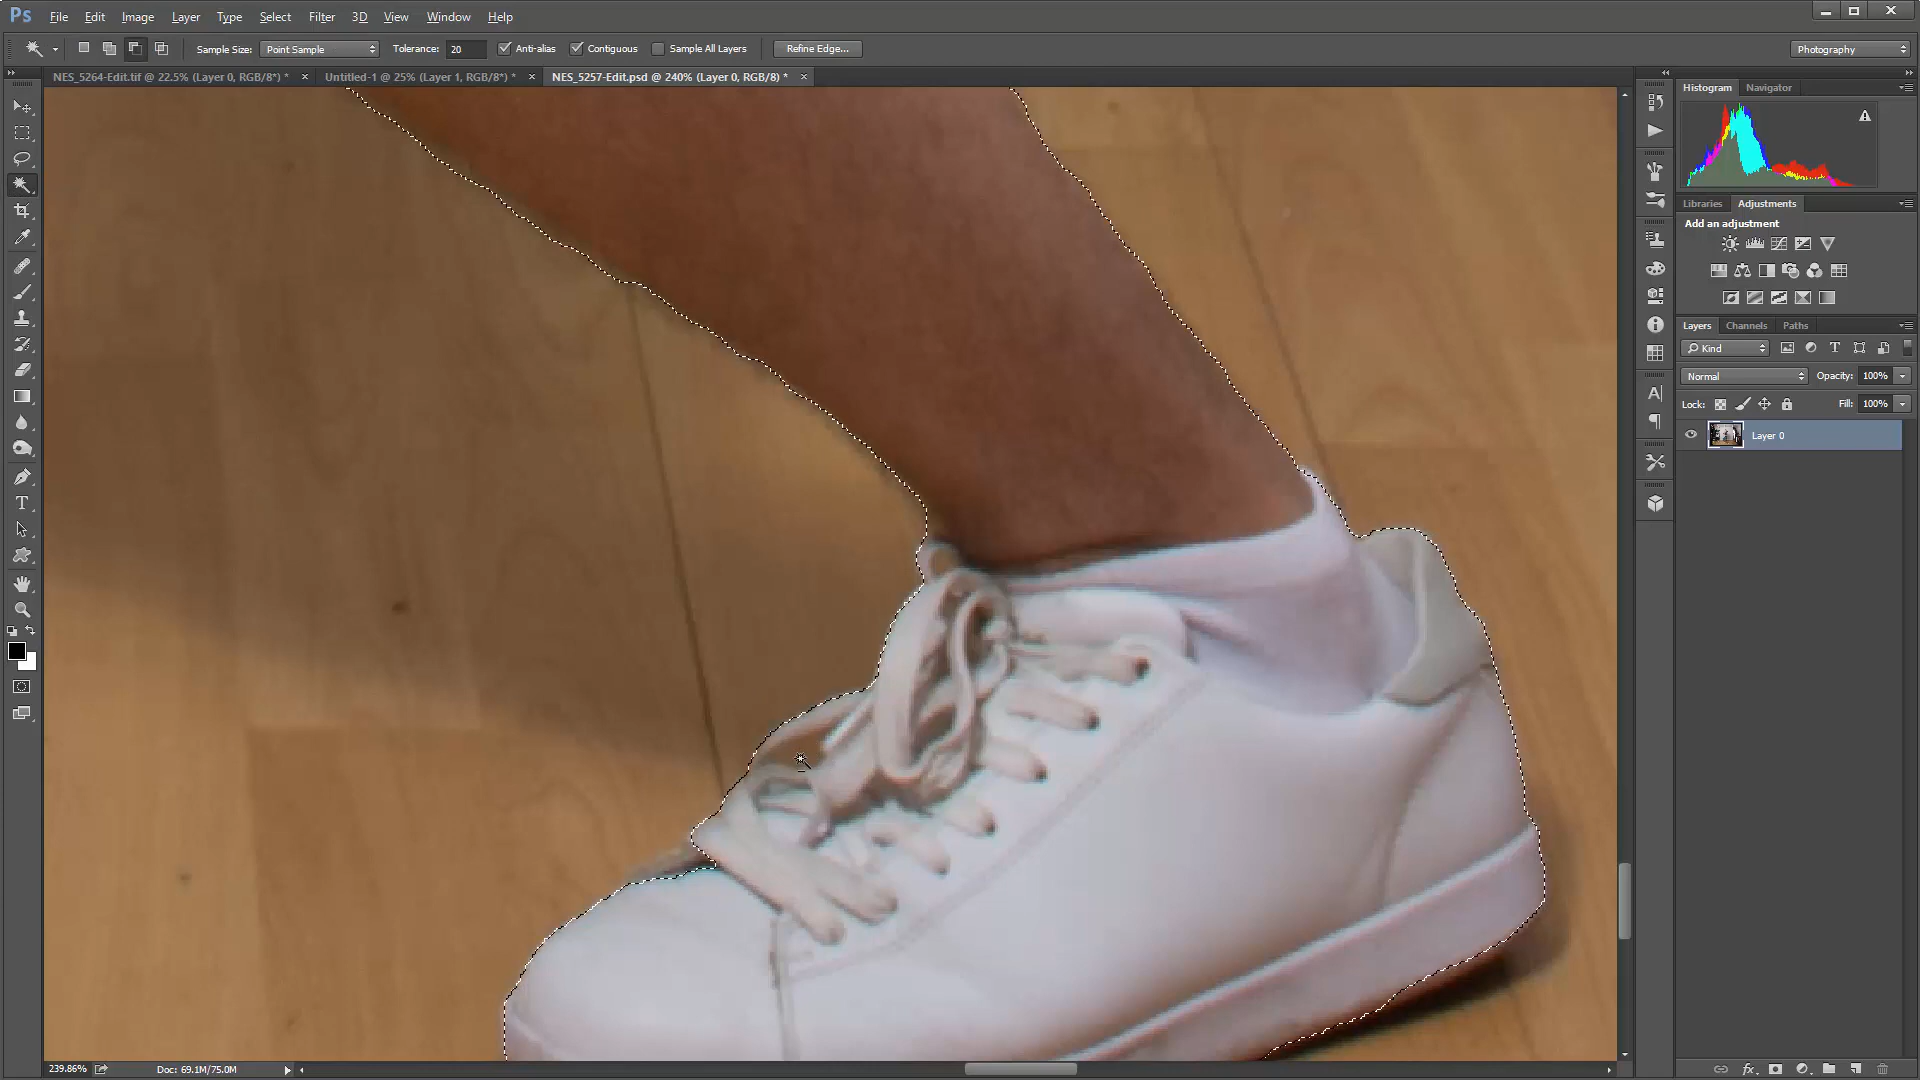 Ps File Edit Image Layer Type Select Filter 3D View Window Help
Sample Size: Point Sample Tolerance: 20 Anti-alias Contiguous Sample All Layers Refine Edge... Photography
NES_5264-Edit.tif @ 22.5% (Layer 0, RGB/8*) * × Untitled-1 @ 25% (Layer 1, RGB/8*) * × NES_5257-Edit.psd @ 240% (Layer 0, RGB/8) * ×
Histogram Navigator
Libraries Adjustments
Add an adjustment
Layers Channels Paths
Kind
Normal Opacity: 100%
Lock: Fill: 100%
Layer 0
239.86% Doc: 69.1M/75.0M